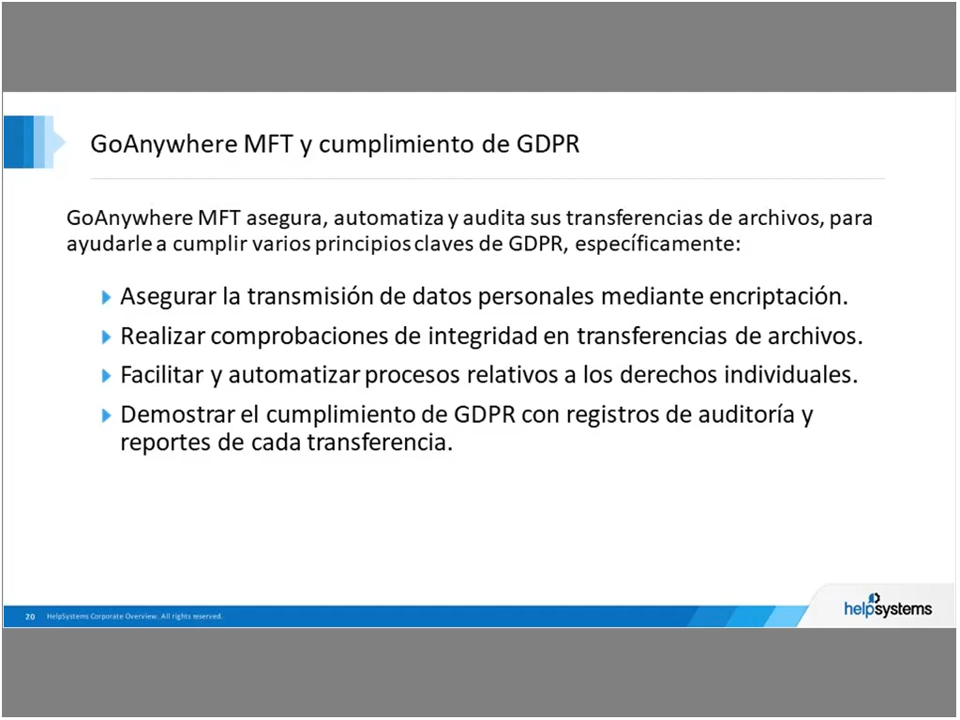 GoAnywhere MFT y cumplimiento de GDPR
GoAnywhere MFT asegura, automatiza y audita sus transferencias de archivos, para
ayudarle a cumplir varios principios claves de GDPR, específicamente:
Asegurar la transmisión de datos personales mediante encriptación.
Realizar comprobaciones de integridad en transferencias de archivos.
Facilitar y automatizar procesos relativos a los derechos individuales.
Demostrar el cumplimiento de GDPR con registros de auditoría y
reportes de cada transferencia.
20 HelpSystems Corporate Overview. All rights reserved.
helpsystems